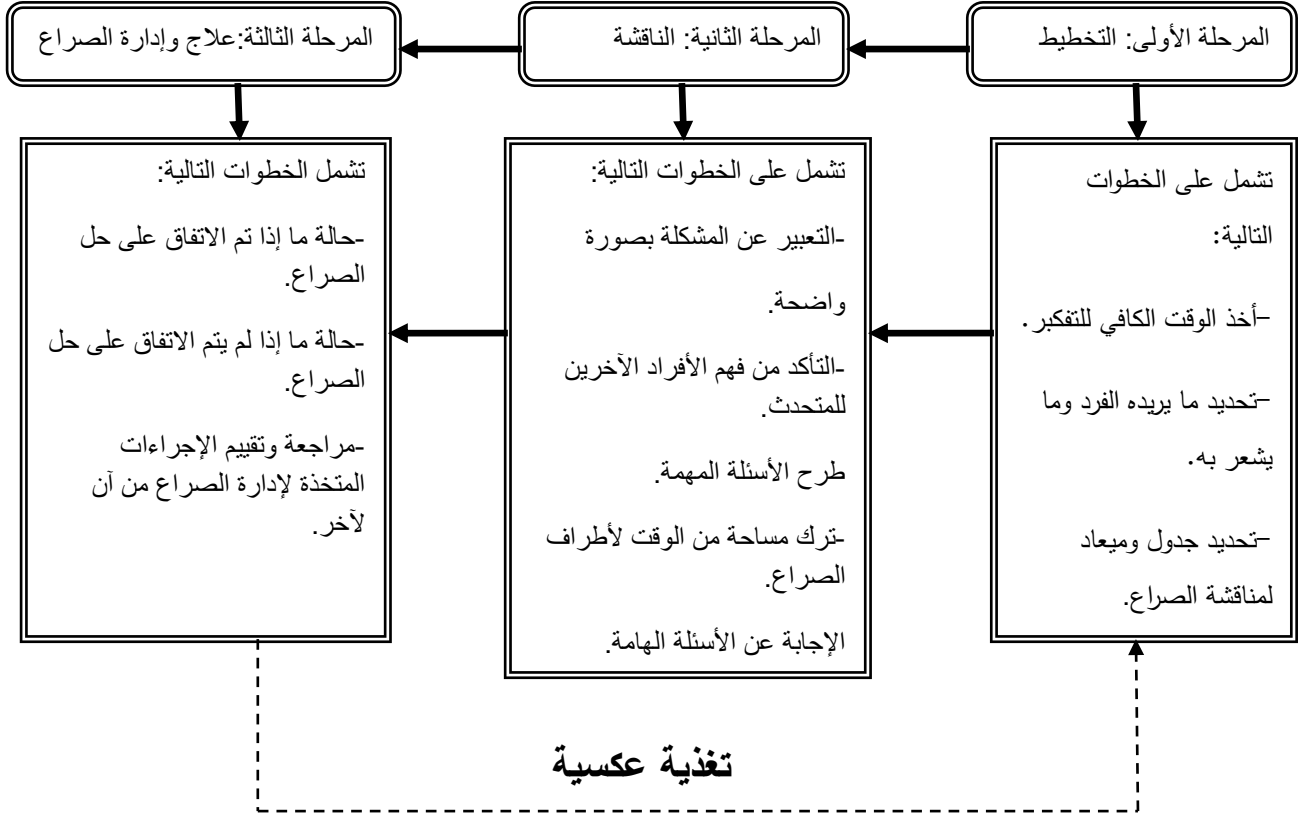 المرحلة الأولى: التخطيط
المرحلة الثانية: الناقشة
المرحلة الثالثة:علاج وإدارة الصراع
تشمل على الخطوات
التالية:
-أخذ الوقت الكافي للتفكبر.
-تحديد ما يريده الفرد وما
يشعر به.
-تحديد جدول وميعاد
لمناقشة الصراع.
تشمل على الخطوات التالية:
-التعبير عن المشكلة بصورة
واضحة.
-التأكد من فهم الأفراد الآخرين
للمتحدث.
طرح الأسئلة المهمة.
-ترك مساحة من الوقت لأطراف
الصراع.
الإجابة عن الأسئلة الهامة.
تشمل الخطوات التالية:
-حالة ما إذا تم الاتفاق على حل
الصراع.
-حالة ما إذا لم يتم الاتفاق على حل
الصراع.
-مراجعة وتقييم الإجراءات
المتخذة لإدارة الصراع من آن
لآخر.
تغذية عكسية